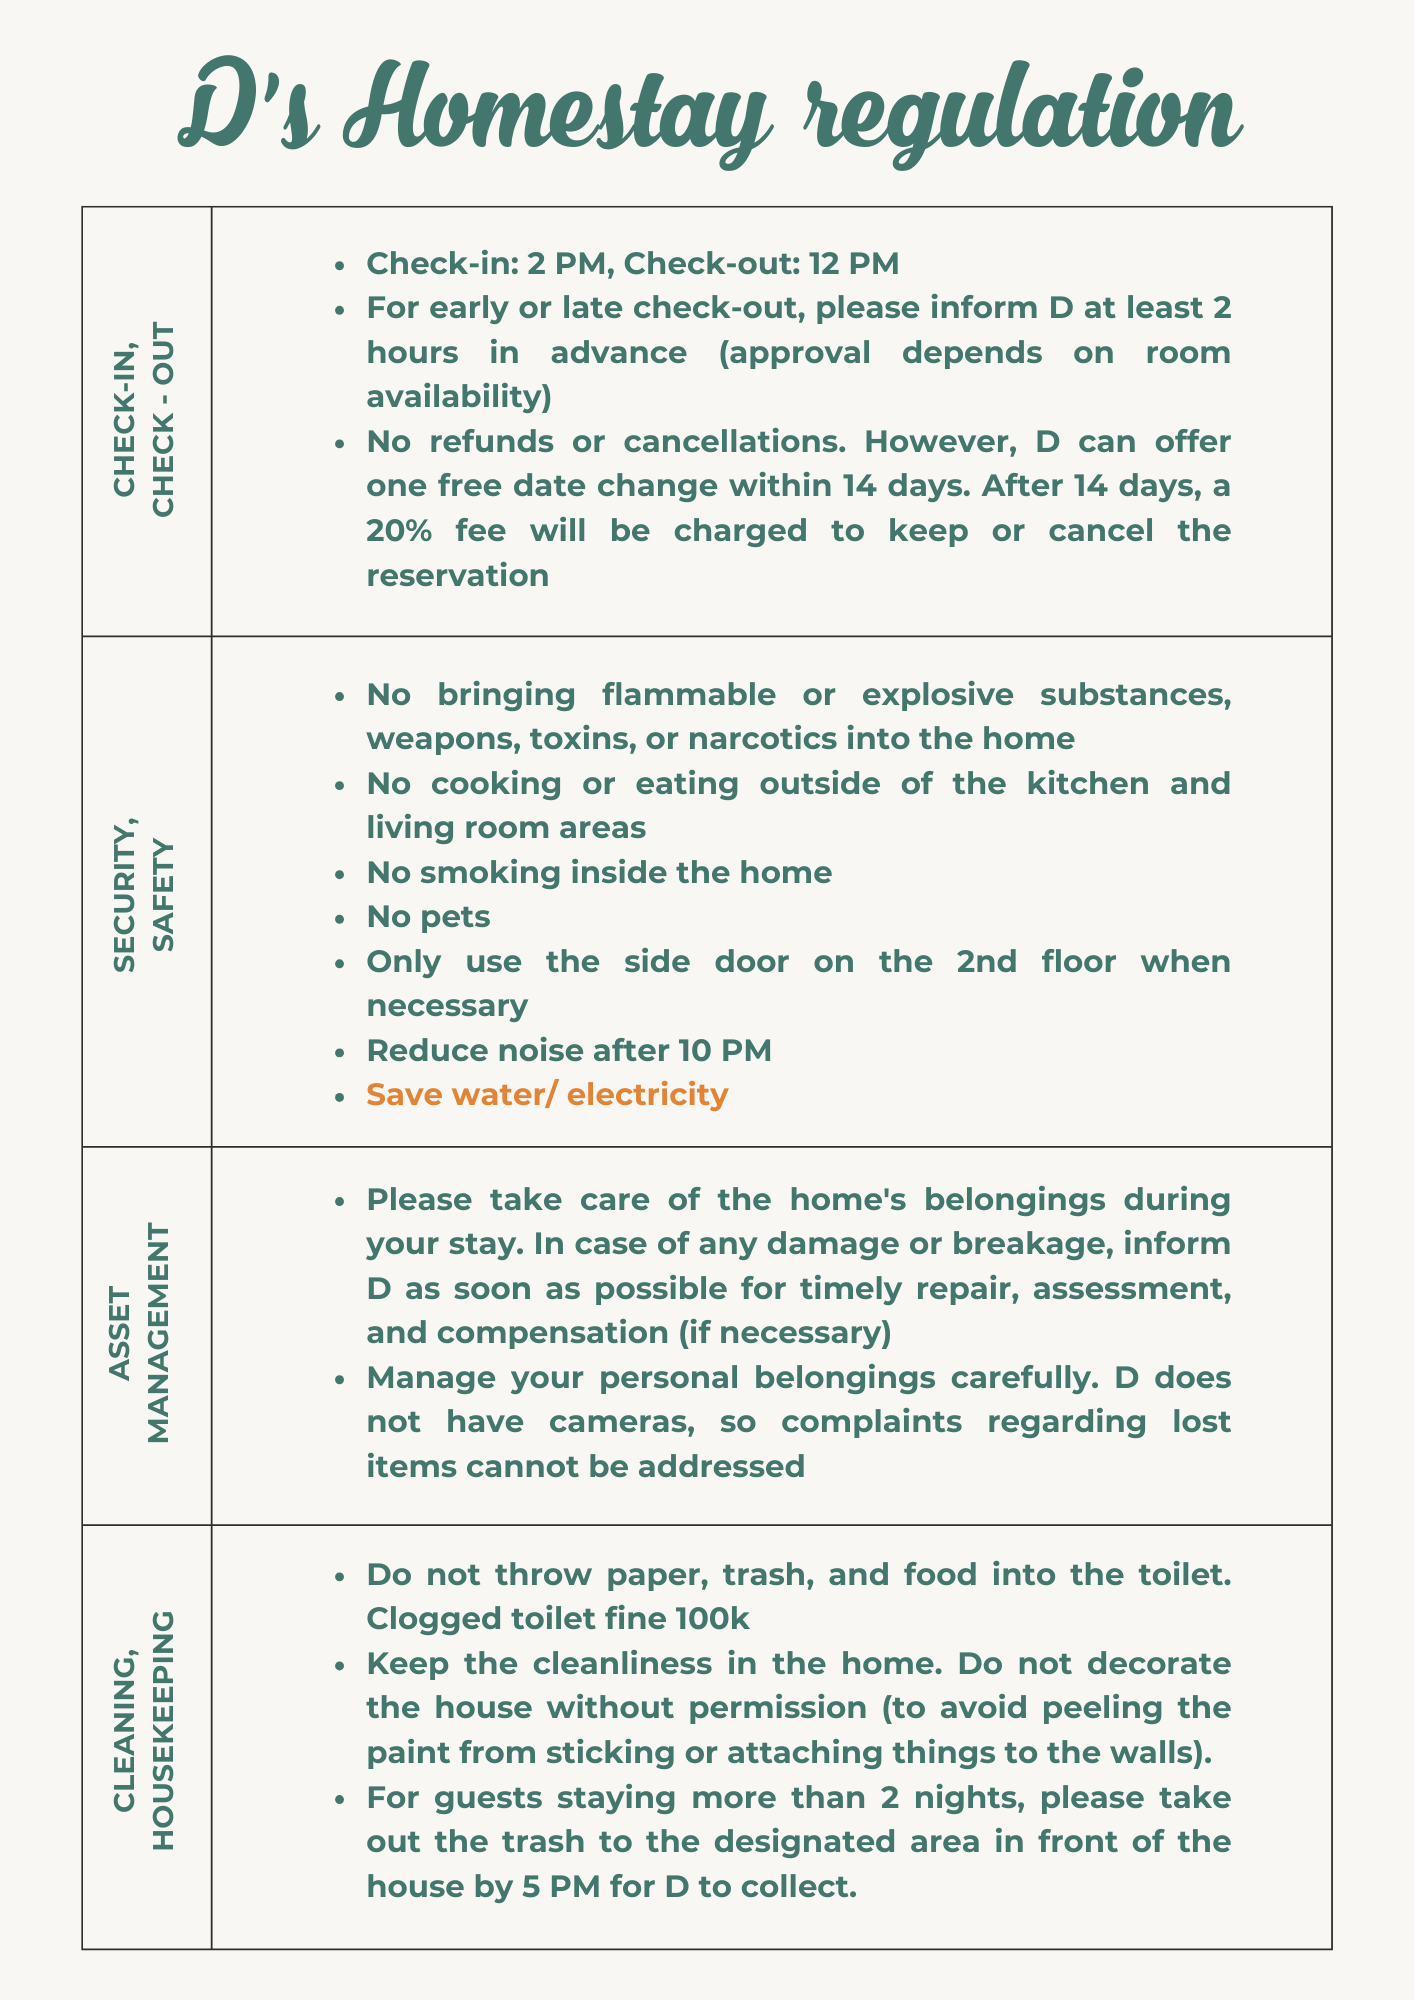 D's Homestay regulation
CHECK-IN,
CHECK - OUT
• Check-in: 2 PM, Check-out: 12 PM
• For early or late check-out, please inform D at least 2
hours in advance (approval depends on room
availability)
• No refunds or cancellations. However, D can offer
one free date change within 14 days. After 14 days, a
20% fee will be charged to keep or cancel the
reservation
SECURITY,
SAFETY
• No bringing flammable or explosive substances,
weapons, toxins, or narcotics into the home
• No cooking or eating outside of the kitchen and
living room areas
• No smoking inside the home
• No pets
• Only use the side door on the 2nd floor when
necessary
• Reduce noise after 10 PM
• Save water/ electricity
ASSET
MANAGEMENT
• Please take care of the home's belongings during
your stay. In case of any damage or breakage, inform
D as soon as possible for timely repair, assessment,
and compensation (if necessary)
• Manage your personal belongings carefully. D does
not have cameras, so complaints regarding lost
items cannot be addressed
CLEANING,
HOUSEKEEPING
• Do not throw paper, trash, and food into the toilet.
Clogged toilet fine 100k
• Keep the cleanliness in the home. Do not decorate
the house without permission (to avoid peeling the
paint from sticking or attaching things to the walls).
• For guests staying more than 2 nights, please take
out the trash to the designated area in front of the
house by 5 PM for D to collect.